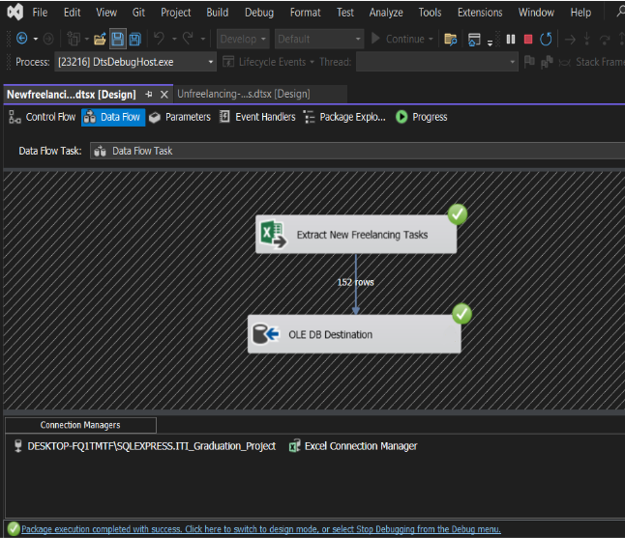 File Edit View Git Project Build Debug Format Test Analyze Tools Extensions Window Help
Develop Default Continue
Process: [23216] DtsDebugHost.exe Lifecycle Events Thread: Stack Frame
Newfreelanci...dtsx [Design] Unfreelancing-...s.dtsx [Design]
Control Flow Data Flow Parameters Event Handlers Package Explo... Progress
Data Flow Task: Data Flow Task
Extract New Freelancing Tasks
152 rows
OLE DB Destination
Connection Managers
DESKTOP-FQ1TMTF\SQLEXPRESS.ITI_Graduation_Project Excel Connection Manager
Package execution completed with success. Click here to switch to design mode, or select Stop Debugging from the Debug menu.